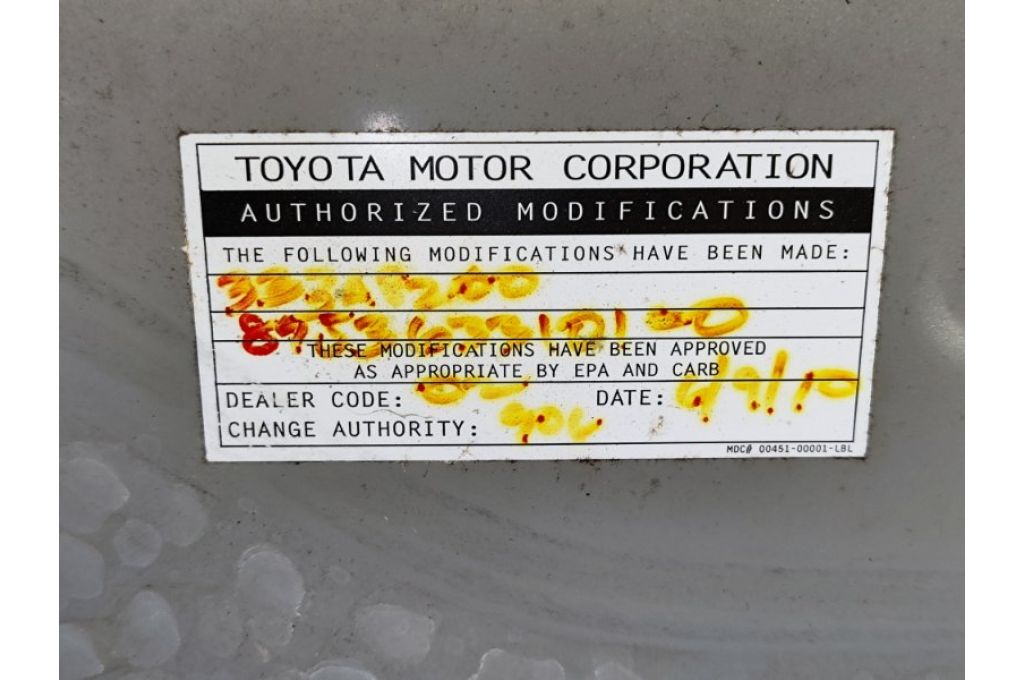 TOYOTA MOTOR CORPORATION
AUTHORIZED MODIFICATIONS
THE FOLLOWING MODIFICATIONS HAVE BEEN MADE:
THESE MODIFICATIONS HAVE BEEN APPROVED
AS APPROPRIATE BY EPA AND CARB
DEALER CODE:
DATE:
CHANGE AUTHORITY:
MDC# 00451-00001-LBL